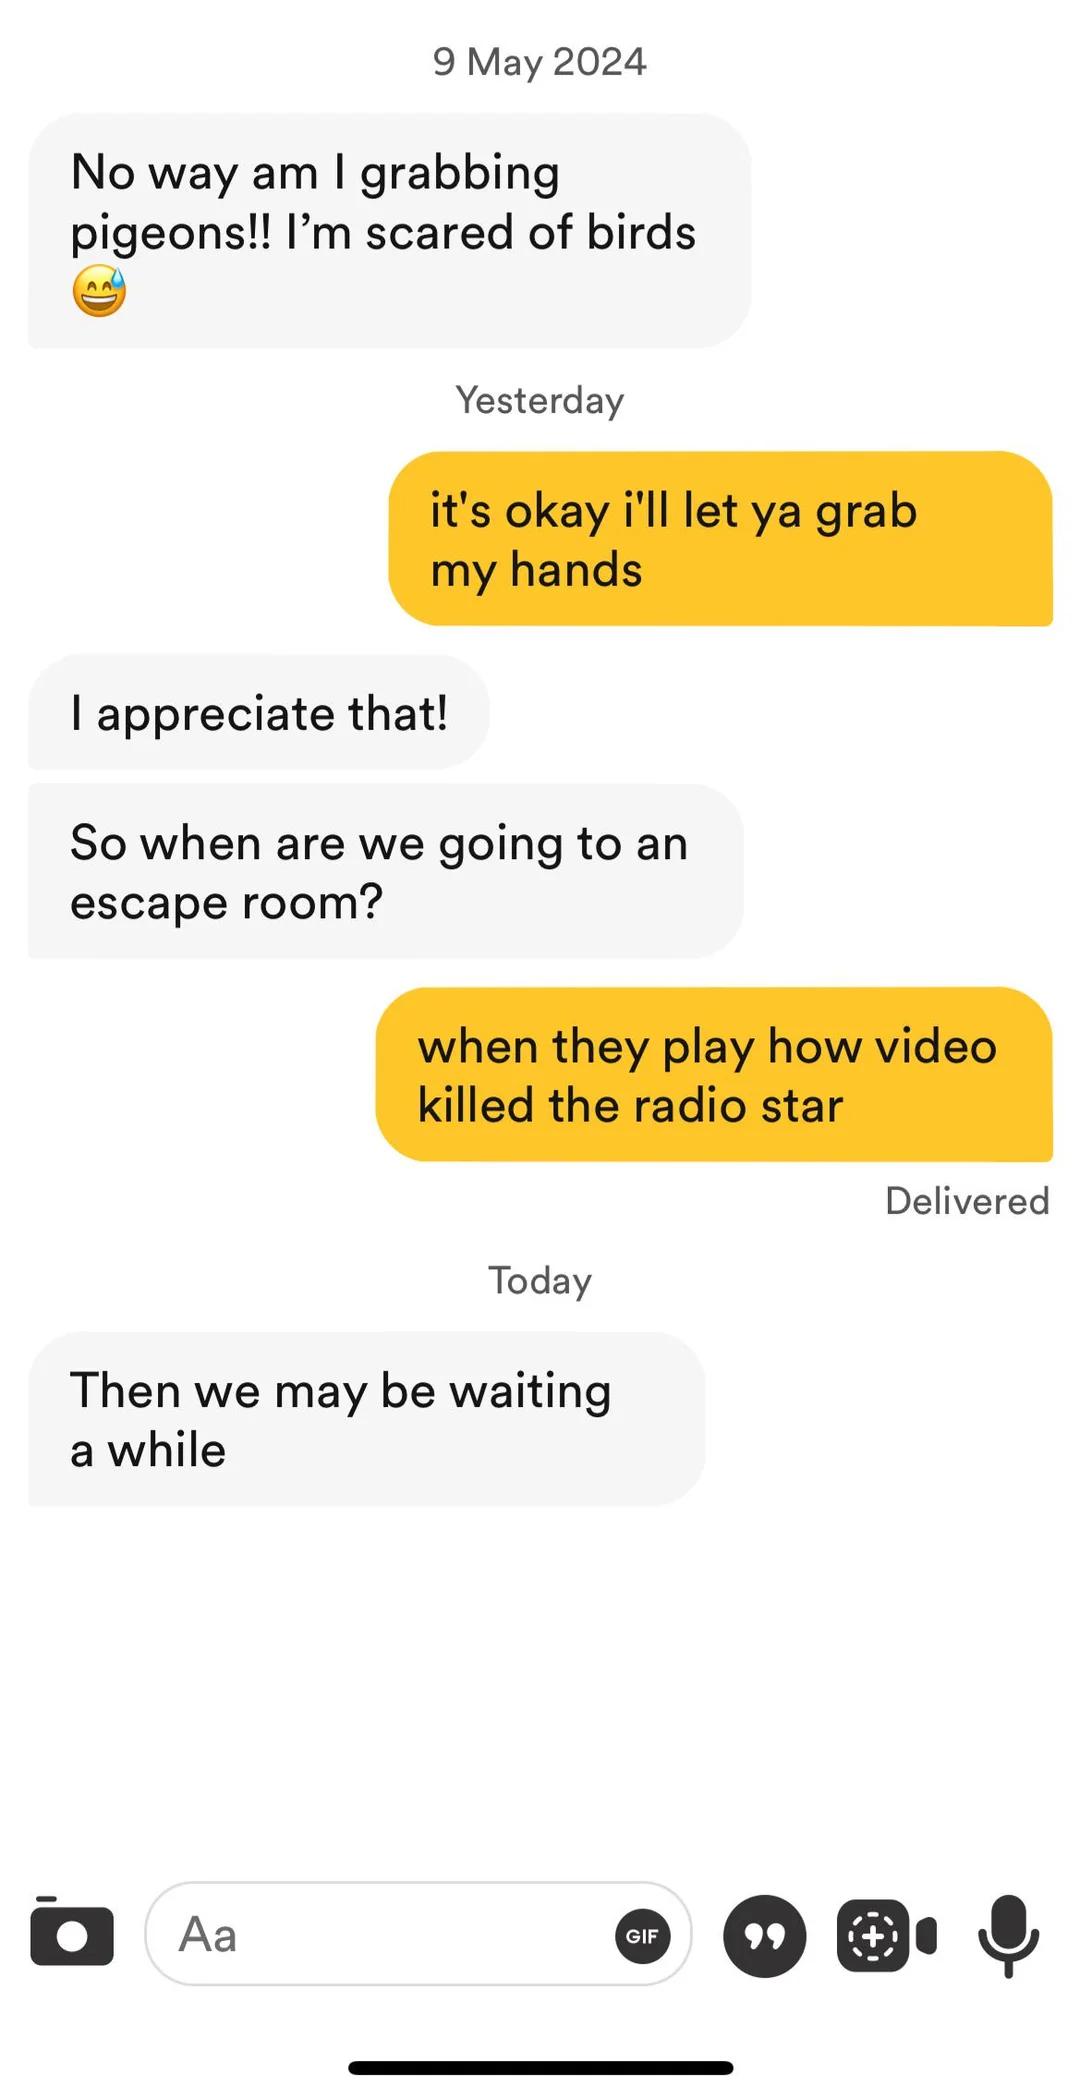 9 May 2024
No way am I grabbing
pigeons!! I’m scared of birds
😅
Yesterday
it's okay i'll let ya grab
my hands
I appreciate that!
So when are we going to an
escape room?
when they play how video
killed the radio star
Delivered
Today
Then we may be waiting
a while
Aa
GIF